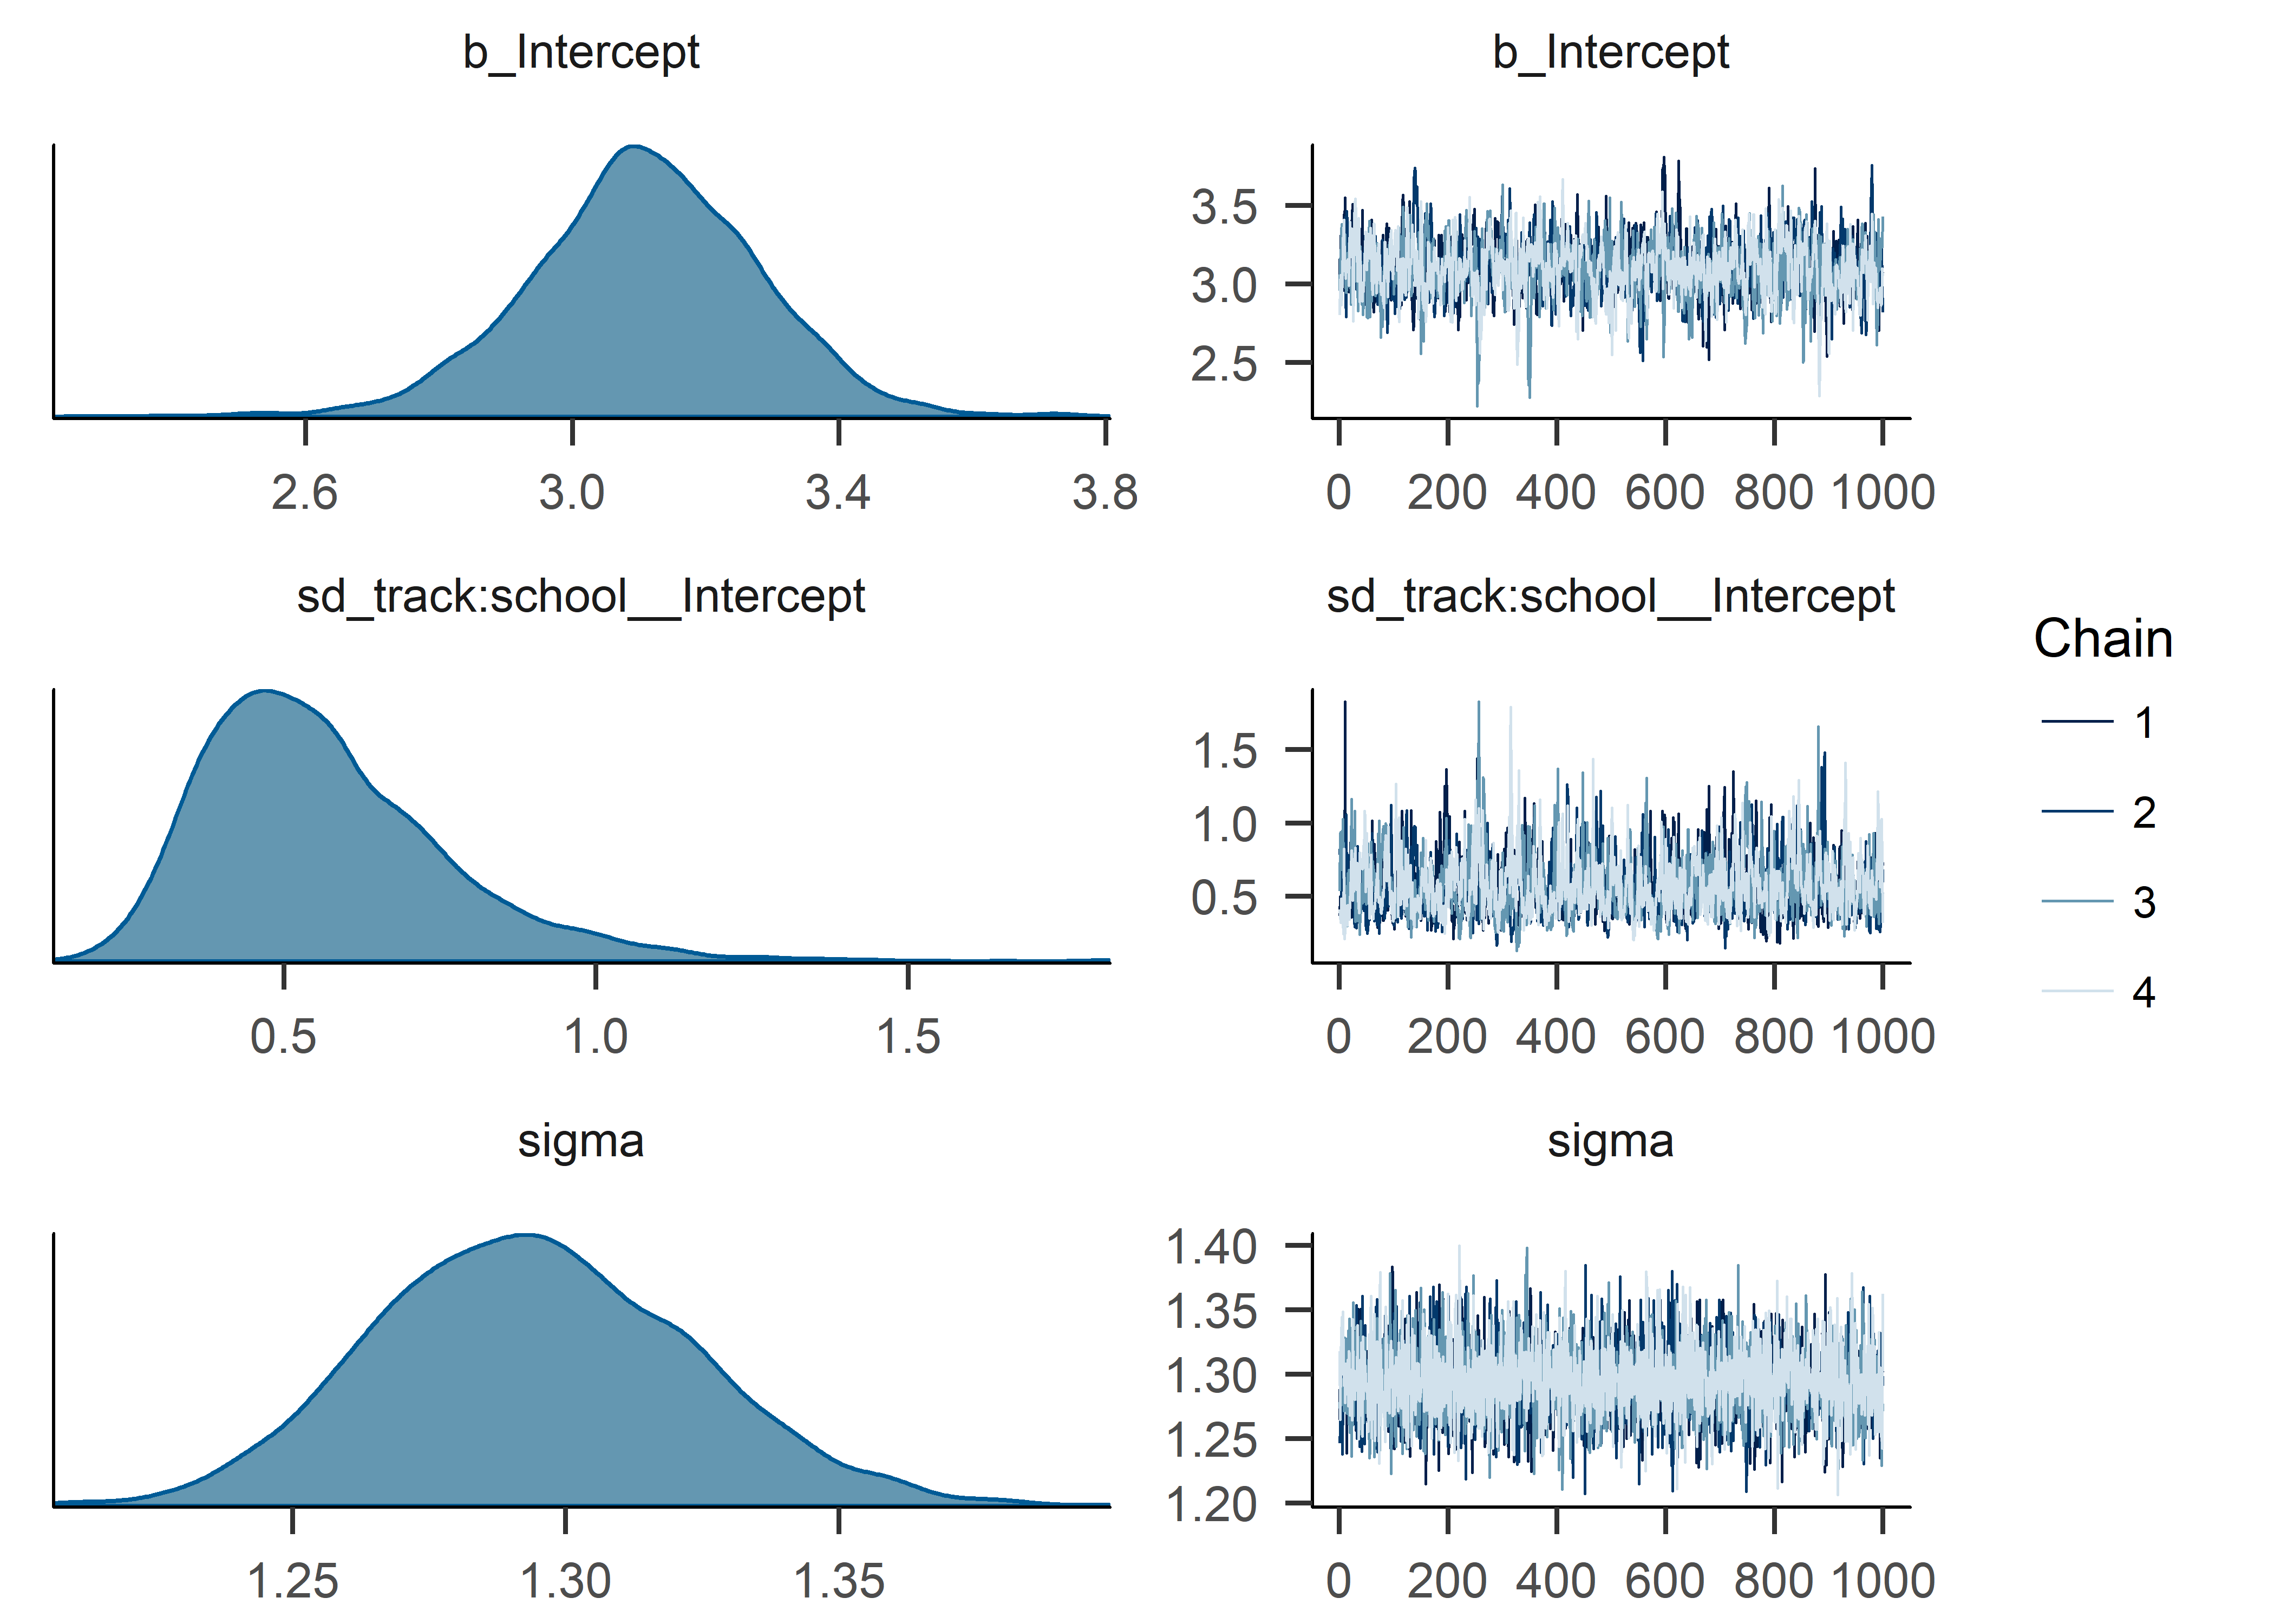 b_Intercept
b_Intercept
3.5
3.0
2.5
2.6 3.0 3.4 3.8
0 200 400 600 800 1000
sd_track:school__Intercept
sd_track:school__Intercept
1.5
1.0
0.5
0.5 1.0 1.5
0 200 400 600 800 1000
sigma
sigma
1.40
1.35
1.30
1.25
1.20
1.25 1.30 1.35
0 200 400 600 800 1000
Chain
1
2
3
4